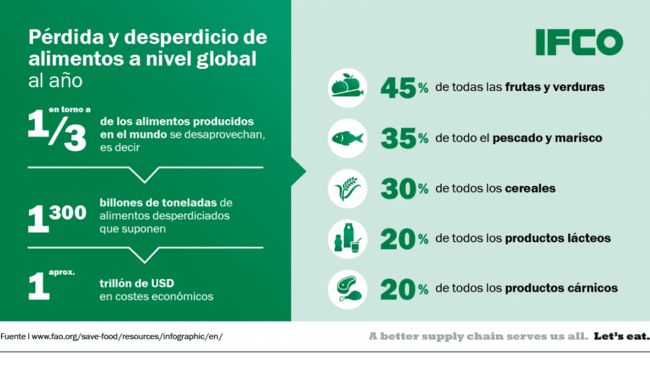 Pérdida y desperdicio de
alimentos a nivel global
al año
en torno a
1/3
de los alimentos producidos
en el mundo se desaprovechan,
es decir
1300
billones de toneladas de
alimentos desperdiciados
que suponen
1 aprox.
trillón de USD
en costes económicos
IFCO
45% de todas las frutas y verduras
35% de todo el pescado y marisco
30% de todos los cereales
20% de todos los productos lácteos
20% de todos los productos cárnicos
Fuente | www.fao.org/save-food/resources/infographic/en/
A better supply chain serves us all. Let's eat.